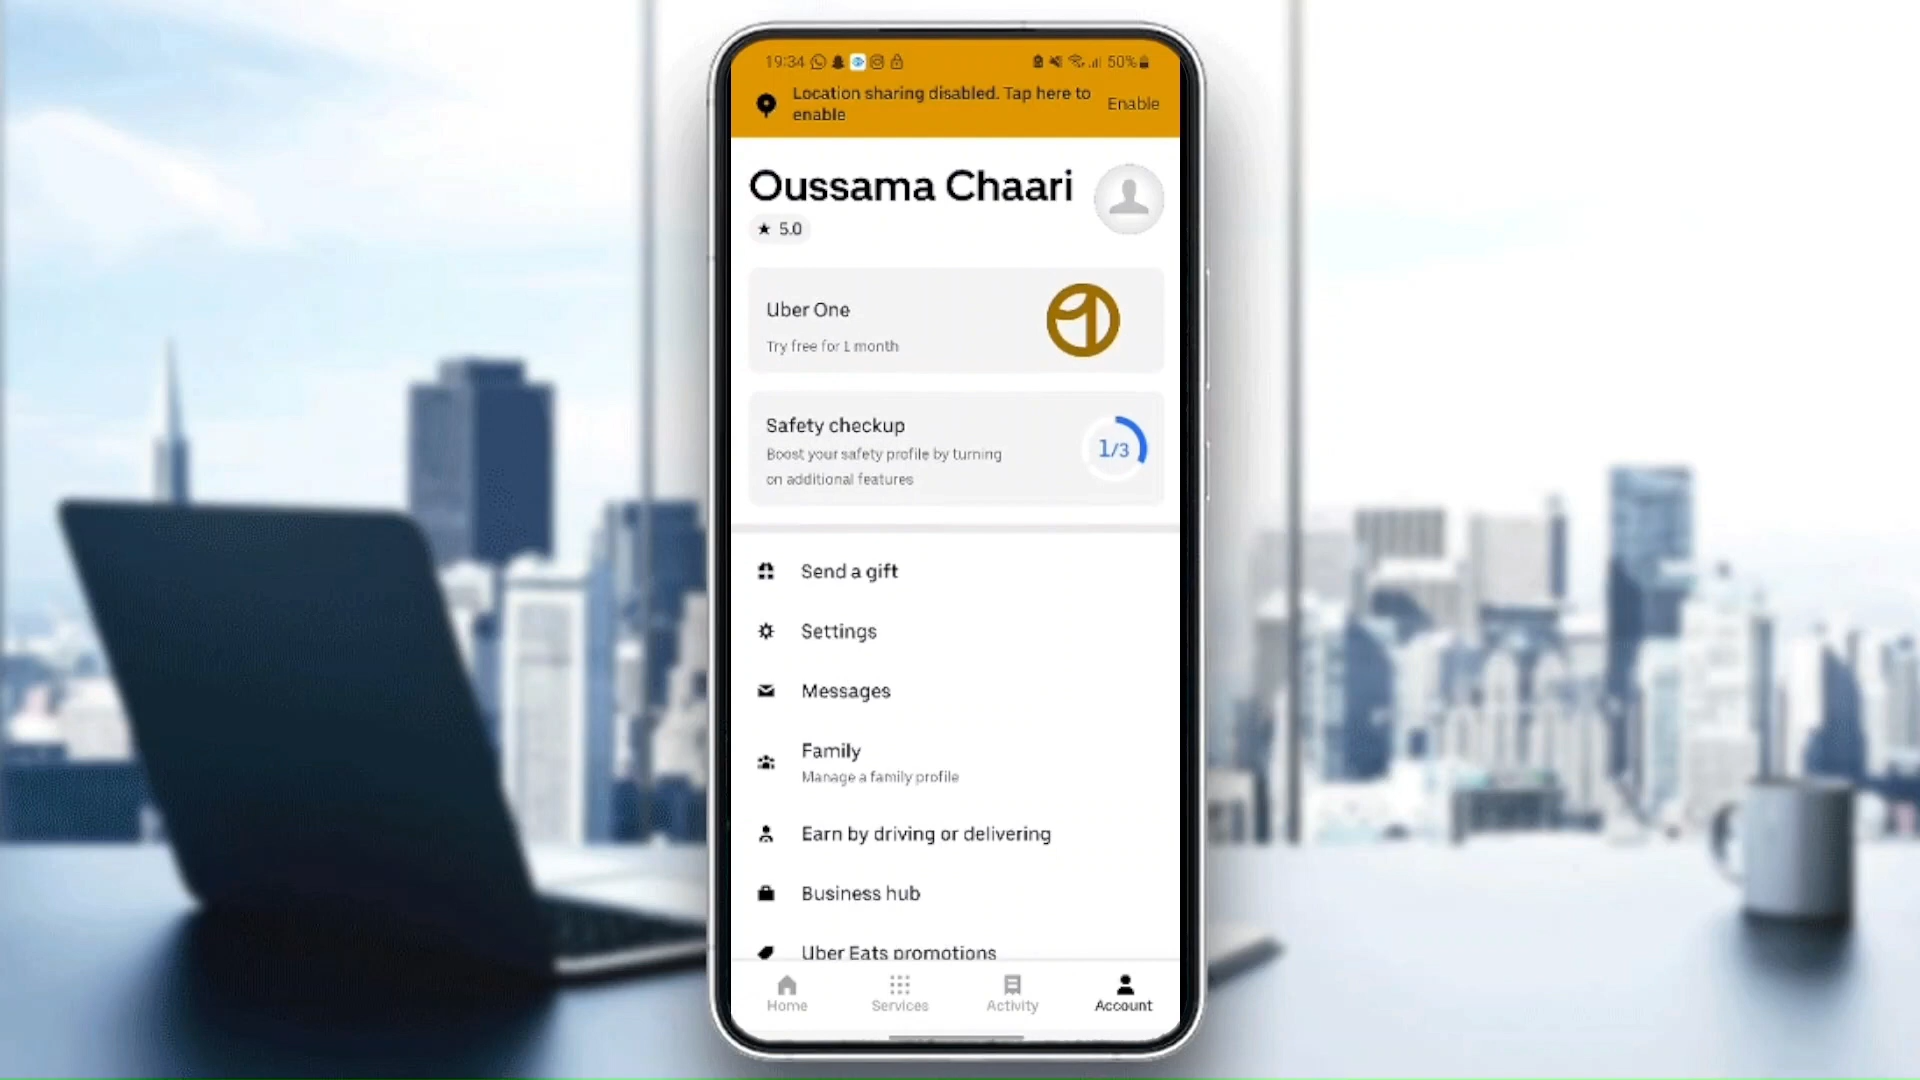 19:34 50%
Location sharing disabled. Tap here to
enable
Enable
Oussama Chaari
★ 5.0
Uber One
Try free for 1 month
Safety checkup
Boost your safety profile by turning
on additional features
1/3
Send a gift
Settings
Messages
Family
Manage a family profile
Earn by driving or delivering
Business hub
Uber Eats promotions
Home Services Activity Account